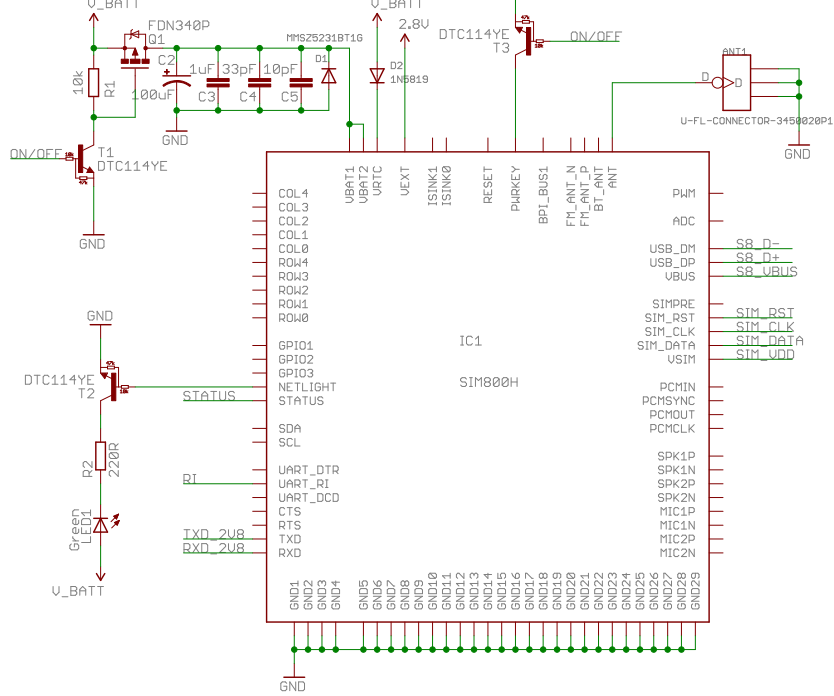 V_BATT
FDN340P
Q1
10k
R1
C2
100uF
1uF
C3
33pF
C4
10pF
C5
MMSZ5231BT1G
D1
GND
ON/OFF
T1
DTC114YE
10k
47k
GND
V_BATT
D2
1N5819
2.8V
DTC114YE
T3
47k
10k
ON/OFF
ANT1
D
D
U-FL-CONNECTOR-3450020P1
GND
VBAT1
VBAT2
VRTC
VEXT
ISINK1
ISINK0
RESET
PWRKEY
BPI_BUS1
FM_ANT_N
FM_ANT_P
BT_ANT
ANT
COL4
COL3
COL2
COL1
COL0
ROW4
ROW3
ROW2
ROW1
ROW0
GPIO1
GPIO2
GPIO3
NETLIGHT
STATUS
SDA
SCL
UART_DTR
UART_RI
UART_DCD
CTS
RTS
TXD
RXD
IC1
SIM800H
PWM
ADC
USB_DM
USB_DP
VBUS
SIMPRE
SIM_RST
SIM_CLK
SIM_DATA
VSIM
PCMIN
PCMSYNC
PCMOUT
PCMCLK
SPK1P
SPK1N
SPK2P
SPK2N
MIC1P
MIC1N
MIC2P
MIC2N
S8_D-
S8_D+
S8_VBUS
SIM_RST
SIM_CLK
SIM_DATA
SIM_VDD
GND
DTC114YE
T2
47k
10k
STATUS
R2
220R
RI
Green
LED1
TXD_2V8
RXD_2V8
V_BATT
GND1
GND2
GND3
GND4
GND5
GND6
GND7
GND8
GND9
GND10
GND11
GND12
GND13
GND14
GND15
GND16
GND17
GND18
GND19
GND20
GND21
GND22
GND23
GND24
GND25
GND26
GND27
GND28
GND29
GND